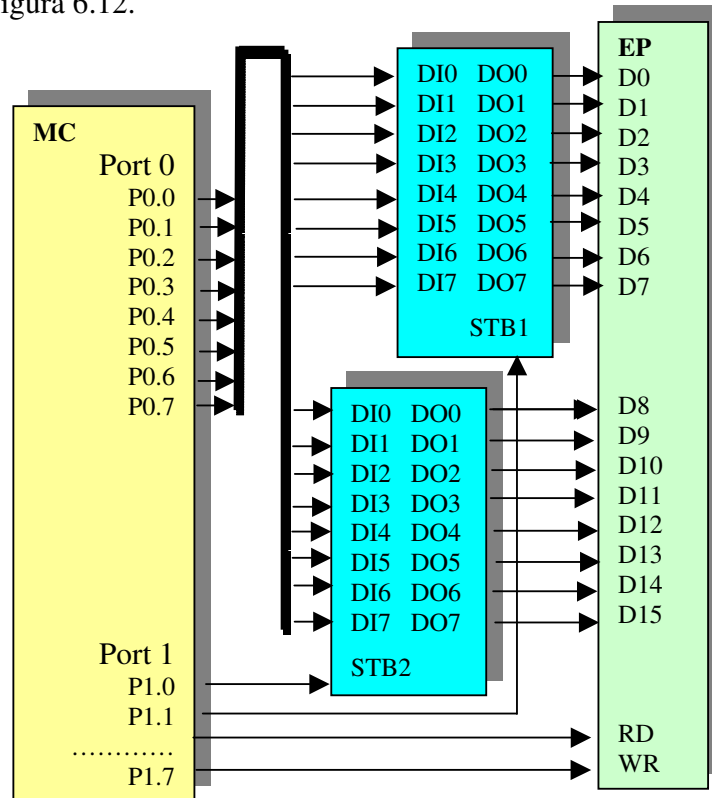 igura 6.12.
MC
Port 0
P0.0
P0.1
P0.2
P0.3
P0.4
P0.5
P0.6
P0.7
Port 1
P1.0
P1.1
…………
P1.7
DI0 DO0
DI1 DO1
DI2 DO2
DI3 DO3
DI4 DO4
DI5 DO5
DI6 DO6
DI7 DO7
STB1
DI0 DO0
DI1 DO1
DI2 DO2
DI3 DO3
DI4 DO4
DI5 DO5
DI6 DO6
DI7 DO7
STB2
EP
D0
D1
D2
D3
D4
D5
D6
D7
D8
D9
D10
D11
D12
D13
D14
D15
RD
WR